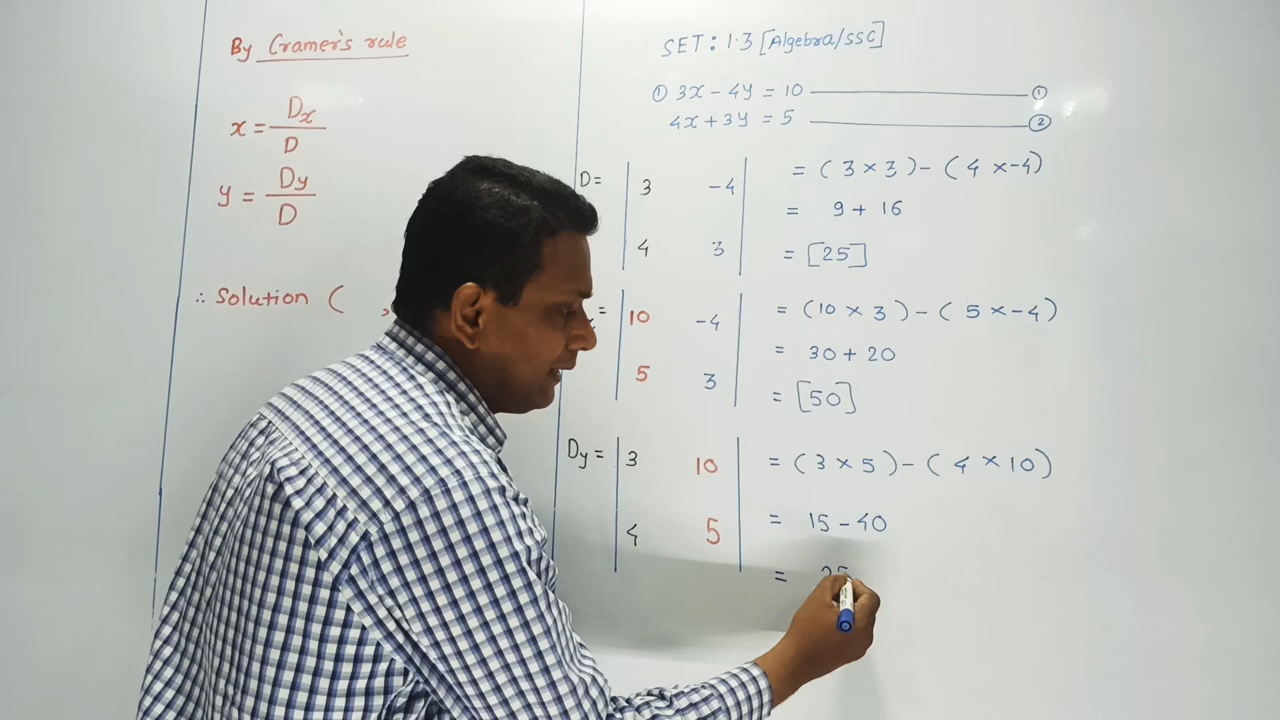 By Cramer's rule
x = Dx / D
y = Dy / D
∴ Solution ( ,
SET: 1.3 [Algebra/SSC]
① 3x - 4y = 10 ①
4x + 3y = 5 ②
D = | 3 -4 | = (3 × 3) - (4 × -4)
= 9 + 16
| 4 3 | = [25]
= | 10 -4 | = (10 × 3) - (5 × -4)
= 30 + 20
| 5 3 | = [50]
Dy = | 3 10 | = (3 × 5) - (4 × 10)
| 4 5 | = 15 - 40
= 25